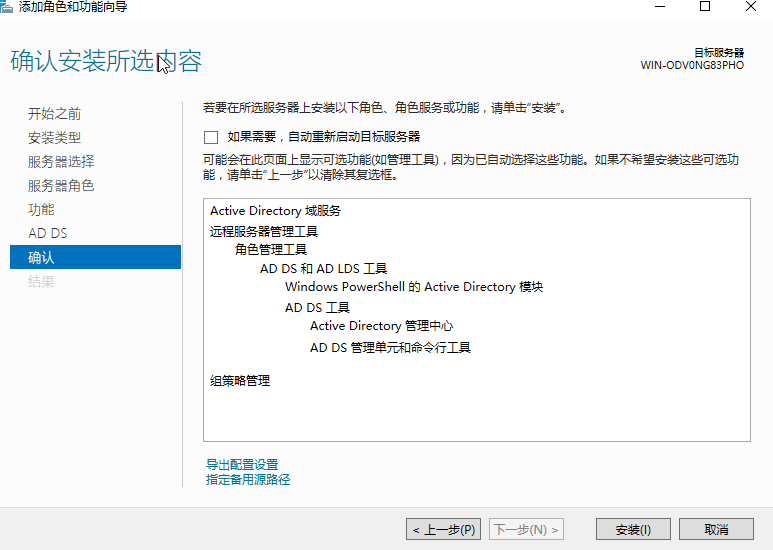 添加角色和功能向导
确认安装所选内容
目标服务器
WIN-ODV0NG83PHO
开始之前
安装类型
服务器选择
服务器角色
功能
AD DS
确认
结果
若要在所选服务器上安装以下角色、角色服务或功能，请单击“安装”。
如果需要，自动重新启动目标服务器
可能会在此页面上显示可选功能(如管理工具)，因为已自动选择这些功能。如果不希望安装这些可选功
能，请单击“上一步”以清除其复选框。
Active Directory 域服务
远程服务器管理工具
角色管理工具
AD DS 和 AD LDS 工具
Windows PowerShell 的 Active Directory 模块
AD DS 工具
Active Directory 管理中心
AD DS 管理单元和命令行工具
组策略管理
导出配置设置
指定备用源路径
< 上一步(P)
下一步(N) >
安装(I)
取消